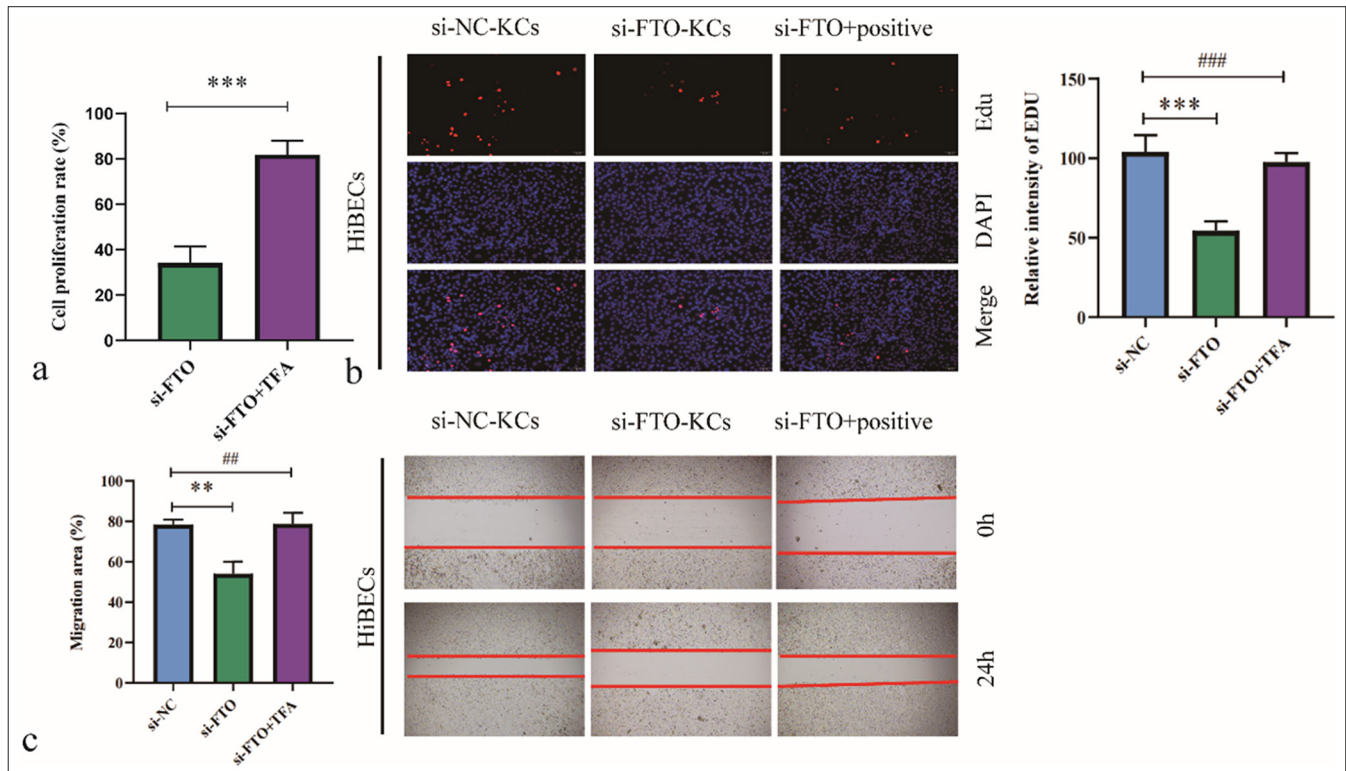 si-NC-KCs si-FTO-KCs si-FTO+positive
***
Cell proliferation rate (%)
100
80
60
40
20
0
si-FTO
si-FTO+TFA
a
HiBECs
Edu
DAPI
Merge
b
Relative intensity of EDU
150
100
50
0
###
***
si-NC
si-FTO
si-FTO+TFA
si-NC-KCs si-FTO-KCs si-FTO+positive
Migration area (%)
100
80
60
40
20
0
##
**
si-NC
si-FTO
si-FTO+TFA
HiBECs
0h
24h
c